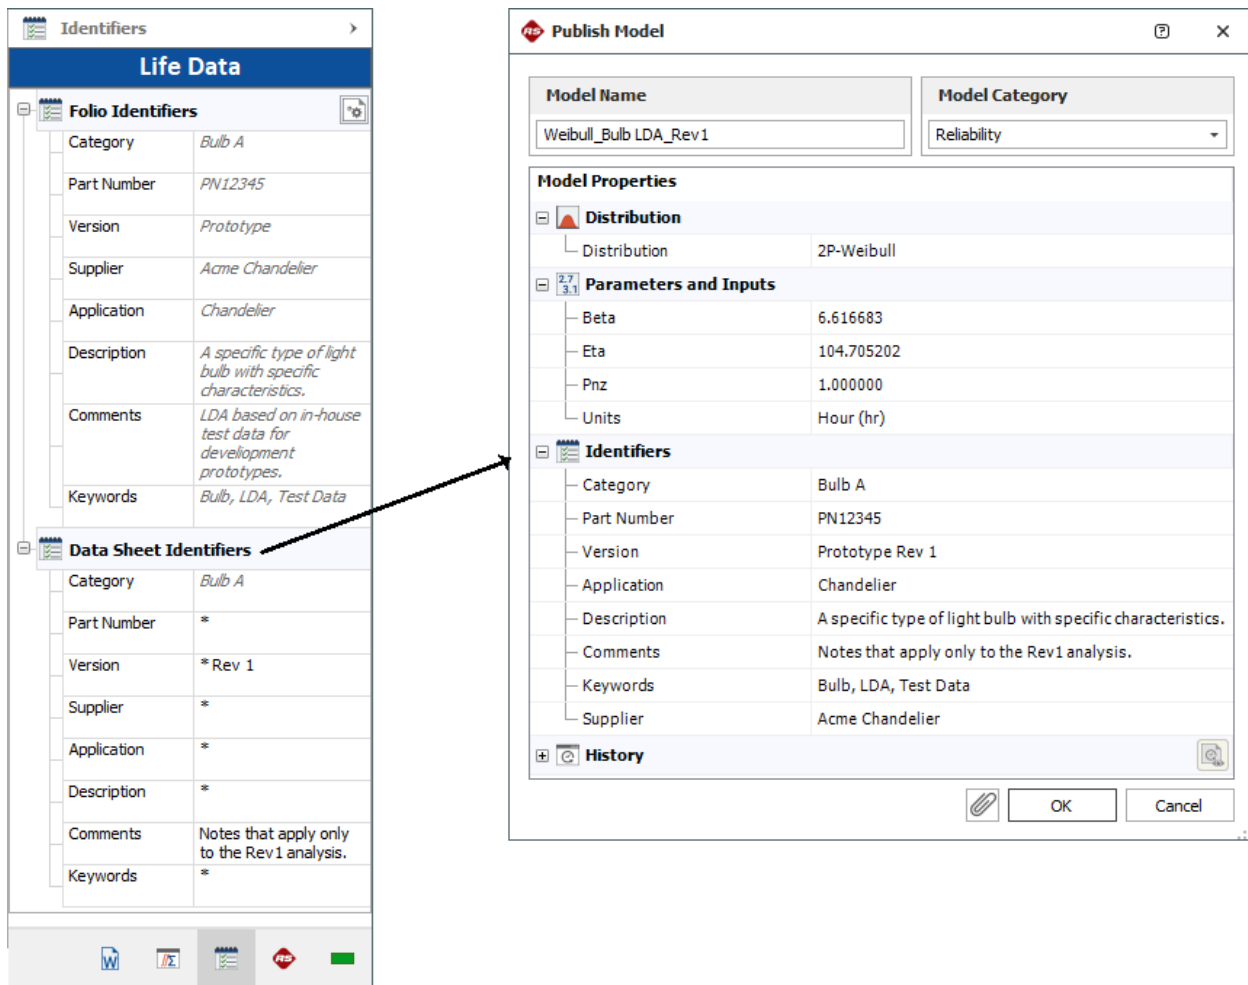 Identifiers
Life Data
Folio Identifiers
Category Bulb A
Part Number PN12345
Version Prototype
Supplier Acme Chandelier
Application Chandelier
Description A specific type of light
bulb with specific
characteristics.
Comments LDA based on in-house
test data for
development
prototypes.
Keywords Bulb, LDA, Test Data
Data Sheet Identifiers
Category Bulb A
Part Number *
Version * Rev 1
Supplier *
Application *
Description *
Comments Notes that apply only
to the Rev1 analysis.
Keywords *
W
//Σ
RS
RS Publish Model
Model Name
Weibull_Bulb LDA_Rev1
Model Category
Reliability
Model Properties
Distribution
Distribution 2P-Weibull
2.7
3.1 Parameters and Inputs
Beta 6.616683
Eta 104.705202
Pnz 1.000000
Units Hour (hr)
Identifiers
Category Bulb A
Part Number PN12345
Version Prototype Rev 1
Application Chandelier
Description A specific type of light bulb with specific characteristics.
Comments Notes that apply only to the Rev1 analysis.
Keywords Bulb, LDA, Test Data
Supplier Acme Chandelier
History
OK Cancel